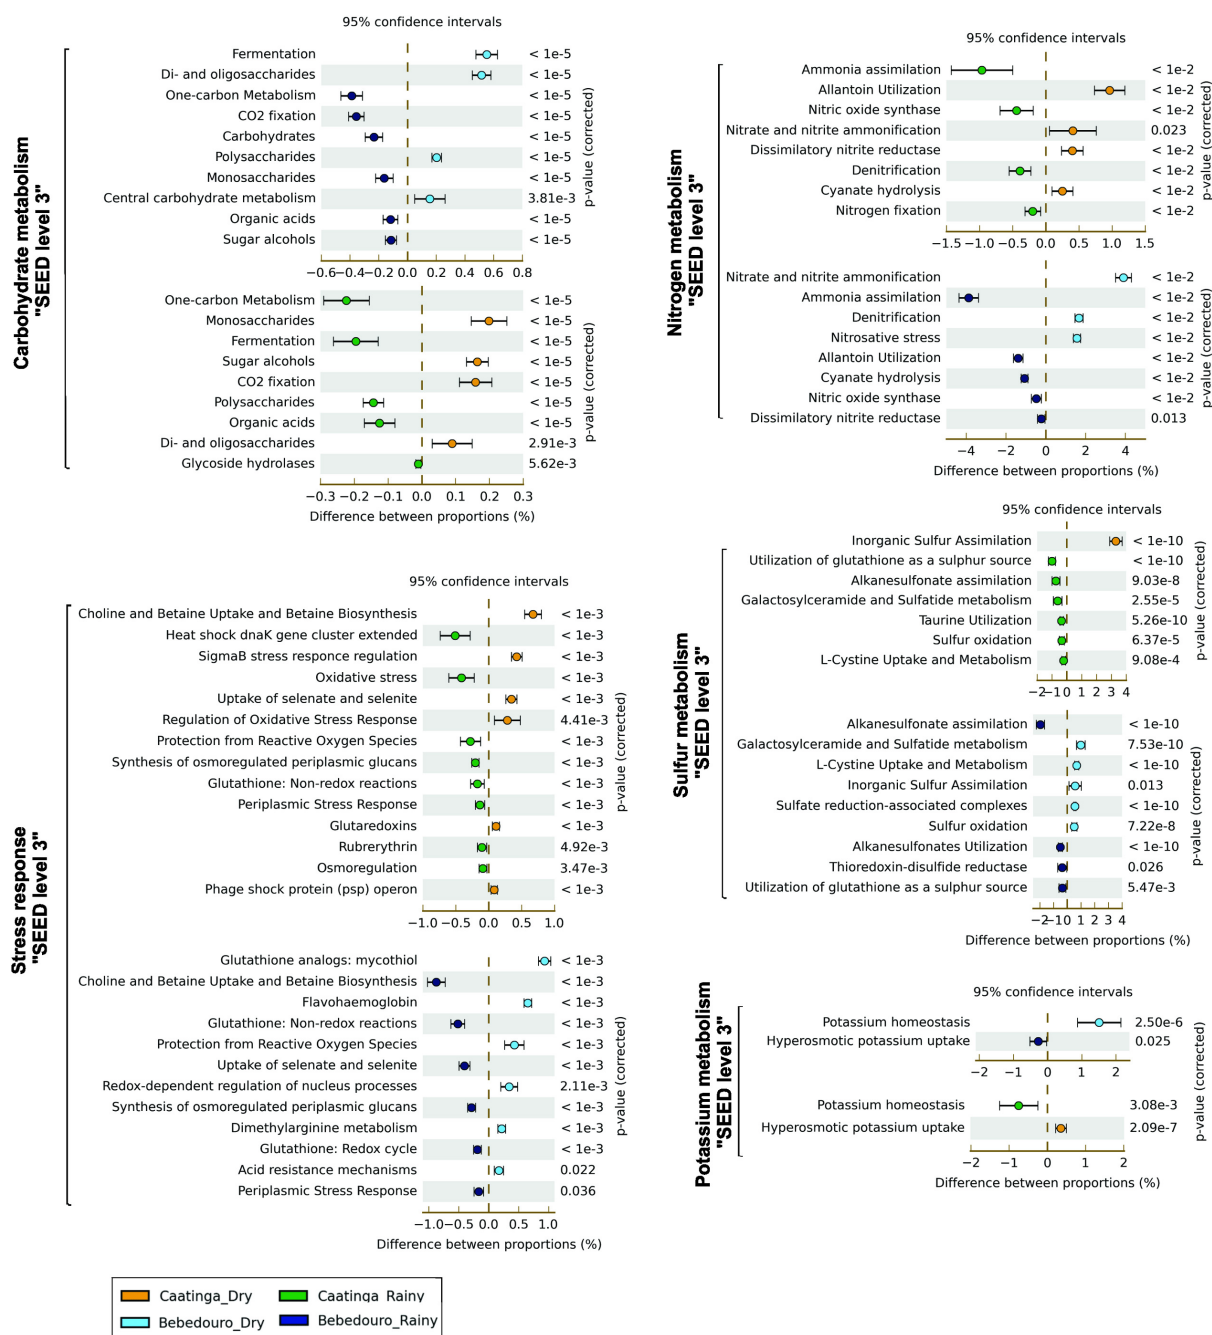 95% confidence intervals
Carbohydrate metabolism
"SEED level 3"
Fermentation < 1e-5
Di- and oligosaccharides < 1e-5
One-carbon Metabolism < 1e-5
CO2 fixation < 1e-5
Carbohydrates < 1e-5
Polysaccharides < 1e-5
Monosaccharides < 1e-5
Central carbohydrate metabolism 3.81e-3
Organic acids < 1e-5
Sugar alcohols < 1e-5
p-value (corrected)
−0.6 −0.4 −0.2 0.0 0.2 0.4 0.6 0.8
One-carbon Metabolism < 1e-5
Monosaccharides < 1e-5
Fermentation < 1e-5
Sugar alcohols < 1e-5
CO2 fixation < 1e-5
Polysaccharides < 1e-5
Organic acids < 1e-5
Di- and oligosaccharides 2.91e-3
Glycoside hydrolases 5.62e-3
p-value (corrected)
−0.3 −0.2 −0.1 0.0 0.1 0.2 0.3
Difference between proportions (%)
95% confidence intervals
Nitrogen metabolism
"SEED level 3"
Ammonia assimilation < 1e-2
Allantoin Utilization < 1e-2
Nitric oxide synthase < 1e-2
Nitrate and nitrite ammonification 0.023
Dissimilatory nitrite reductase < 1e-2
Denitrification < 1e-2
Cyanate hydrolysis < 1e-2
Nitrogen fixation < 1e-2
p-value (corrected)
−1.5 −1.0 −0.5 0.0 0.5 1.0 1.5
Nitrate and nitrite ammonification < 1e-2
Ammonia assimilation < 1e-2
Denitrification < 1e-2
Nitrosative stress < 1e-2
Allantoin Utilization < 1e-2
Cyanate hydrolysis < 1e-2
Nitric oxide synthase < 1e-2
Dissimilatory nitrite reductase 0.013
p-value (corrected)
−4 −2 0 2 4
Difference between proportions (%)
95% confidence intervals
Stress response
"SEED level 3"
Choline and Betaine Uptake and Betaine Biosynthesis < 1e-3
Heat shock dnaK gene cluster extended < 1e-3
SigmaB stress responce regulation < 1e-3
Oxidative stress < 1e-3
Uptake of selenate and selenite < 1e-3
Regulation of Oxidative Stress Response 4.41e-3
Protection from Reactive Oxygen Species < 1e-3
Synthesis of osmoregulated periplasmic glucans < 1e-3
Glutathione: Non-redox reactions < 1e-3
Periplasmic Stress Response < 1e-3
Glutaredoxins < 1e-3
Rubrerythrin 4.92e-3
Osmoregulation 3.47e-3
Phage shock protein (psp) operon < 1e-3
p-value (corrected)
−1.0 −0.5 0.0 0.5 1.0
Glutathione analogs: mycothiol < 1e-3
Choline and Betaine Uptake and Betaine Biosynthesis < 1e-3
Flavohaemoglobin < 1e-3
Glutathione: Non-redox reactions < 1e-3
Protection from Reactive Oxygen Species < 1e-3
Uptake of selenate and selenite < 1e-3
Redox-dependent regulation of nucleus processes 2.11e-3
Synthesis of osmoregulated periplasmic glucans < 1e-3
Dimethylarginine metabolism < 1e-3
Glutathione: Redox cycle < 1e-3
Acid resistance mechanisms 0.022
Periplasmic Stress Response 0.036
p-value (corrected)
−1.0 −0.5 0.0 0.5 1.0
Difference between proportions (%)
95% confidence intervals
Sulfur metabolism
"SEED level 3"
Inorganic Sulfur Assimilation < 1e-10
Utilization of glutathione as a sulphur source < 1e-10
Alkanesulfonate assimilation 9.03e-8
Galactosylceramide and Sulfatide metabolism 2.55e-5
Taurine Utilization 5.26e-10
Sulfur oxidation 6.37e-5
L-Cystine Uptake and Metabolism 9.08e-4
p-value (corrected)
−2 −1 0 1 2 3 4
Alkanesulfonate assimilation < 1e-10
Galactosylceramide and Sulfatide metabolism 7.53e-10
L-Cystine Uptake and Metabolism < 1e-10
Inorganic Sulfur Assimilation 0.013
Sulfate reduction-associated complexes < 1e-10
Sulfur oxidation 7.22e-8
Alkanesulfonates Utilization < 1e-10
Thioredoxin-disulfide reductase 0.026
Utilization of glutathione as a sulphur source 5.47e-3
p-value (corrected)
−2 −1 0 1 2 3 4
Difference between proportions (%)
95% confidence intervals
Potassium metabolism
"SEED level 3"
Potassium homeostasis 2.50e-6
Hyperosmotic potassium uptake 0.025
−2 −1 0 1 2
p-value (corrected)
Potassium homeostasis 3.08e-3
Hyperosmotic potassium uptake 2.09e-7
−2 −1 0 1 2
Difference between proportions (%)
Caatinga_Dry Caatinga_Rainy
Bebedouro_Dry Bebedouro_Rainy